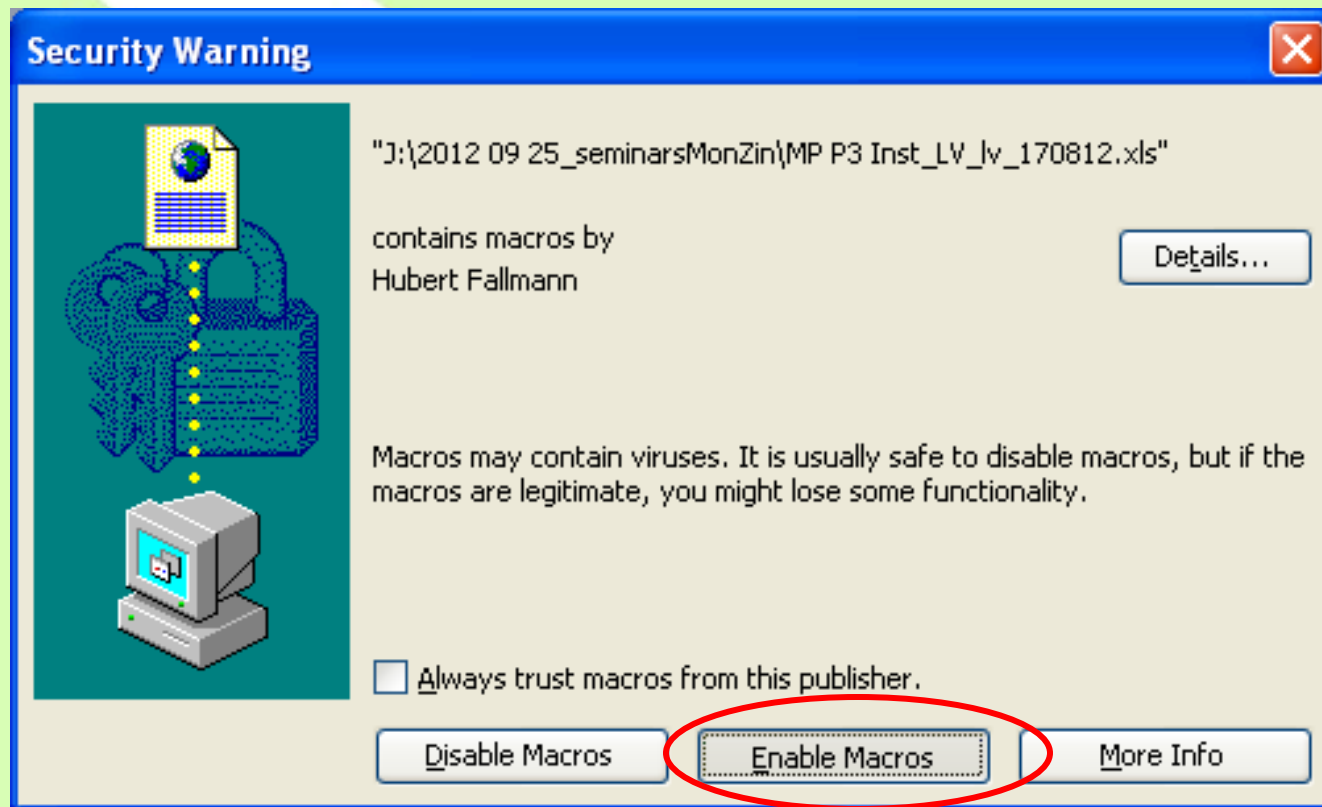 Security Warning
"J:\2012 09 25_seminarsMonZin\MP P3 Inst_LV_lv_170812.xls"
contains macros by
Details...
Hubert Fallmann
Macros may contain viruses. It is usually safe to disable macros, but if the
macros are legitimate, you might lose some functionality.
Always trust macros from this publisher.
Disable Macros
Enable Macros
More Info